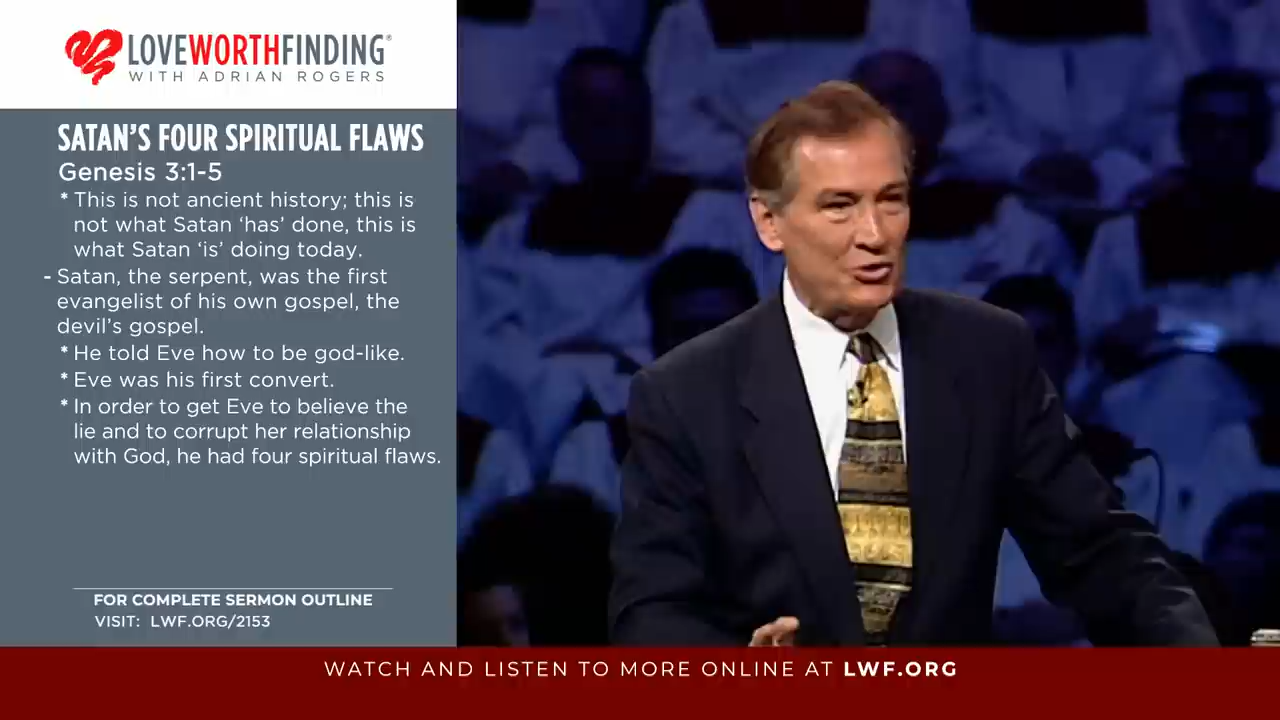 LOVEWORTHFINDING®
WITH ADRIAN ROGERS
SATAN'S FOUR SPIRITUAL FLAWS
Genesis 3:1-5
* This is not ancient history; this is
not what Satan ‘has’ done, this is
what Satan ‘is’ doing today.
- Satan, the serpent, was the first
evangelist of his own gospel, the
devil’s gospel.
* He told Eve how to be god-like.
* Eve was his first convert.
* In order to get Eve to believe the
lie and to corrupt her relationship
with God, he had four spiritual flaws.
FOR COMPLETE SERMON OUTLINE
VISIT: LWF.ORG/2153
WATCH AND LISTEN TO MORE ONLINE AT LWF.ORG